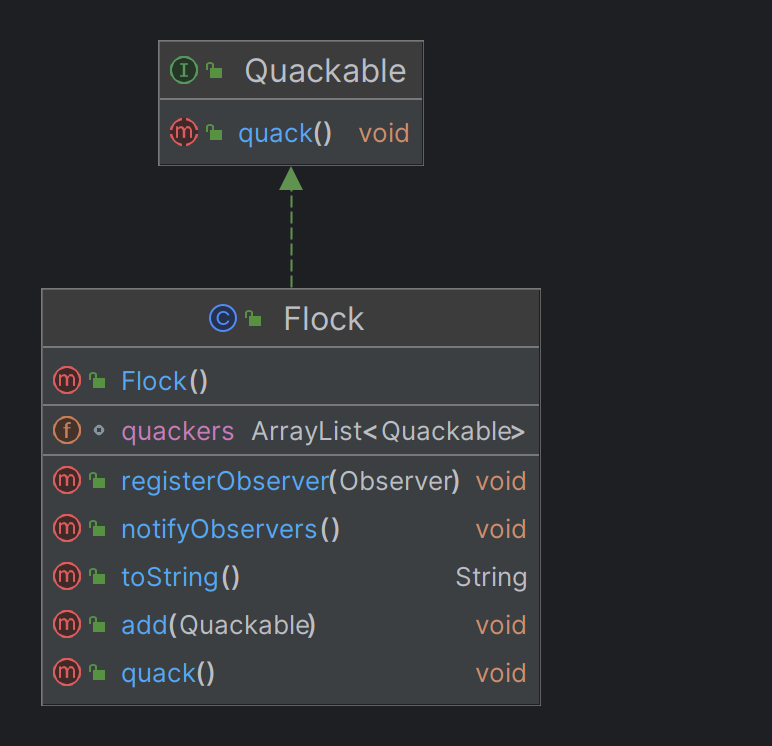 I Quackable
m quack() void
C Flock
m Flock()
f quackers ArrayList<Quackable>
m registerObserver(Observer) void
m notifyObservers() void
m toString() String
m add(Quackable) void
m quack() void